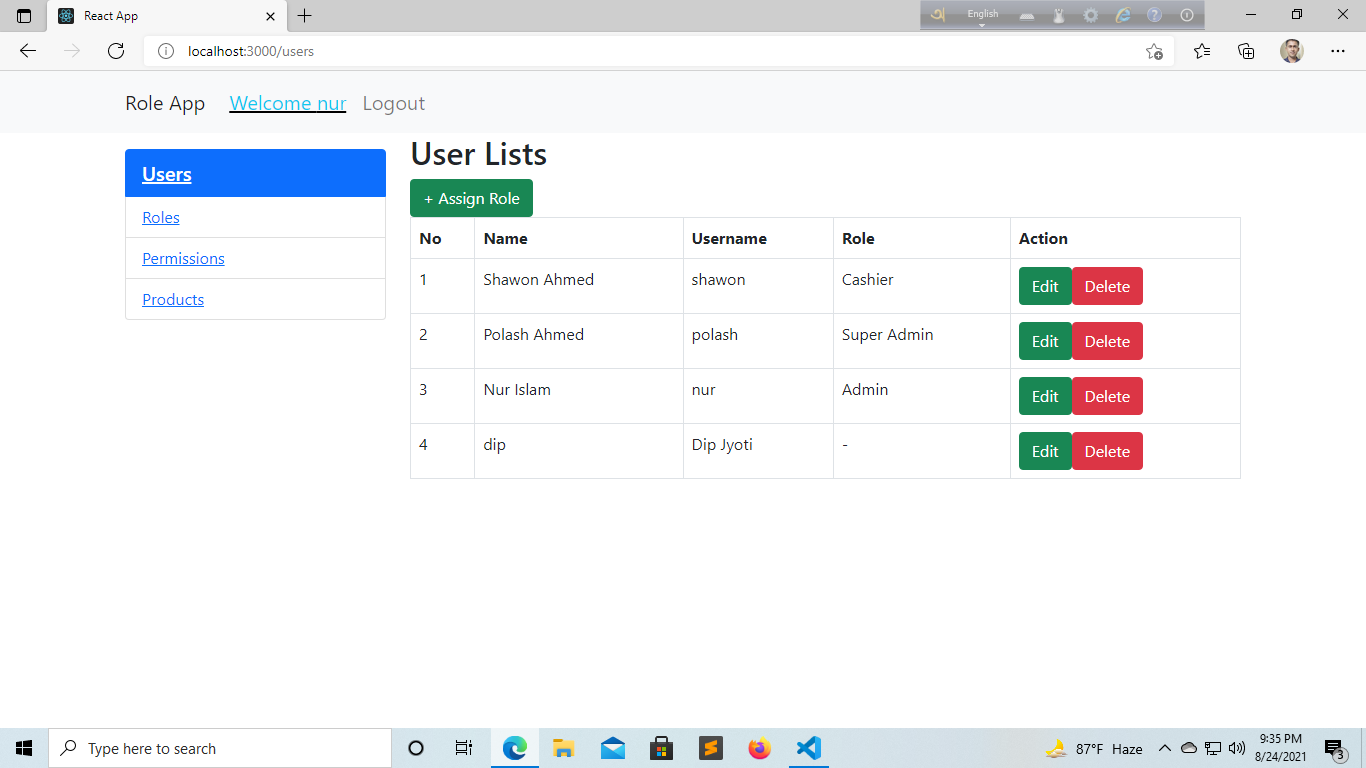 React App
English
localhost:3000/users
Role App Welcome nur Logout
Users
Roles
Permissions
Products
User Lists
+ Assign Role
No Name Username Role Action
1 Shawon Ahmed shawon Cashier Edit Delete
2 Polash Ahmed polash Super Admin Edit Delete
3 Nur Islam nur Admin Edit Delete
4 dip Dip Jyoti - Edit Delete
Type here to search
87°F Haze
9:35 PM
8/24/2021
3